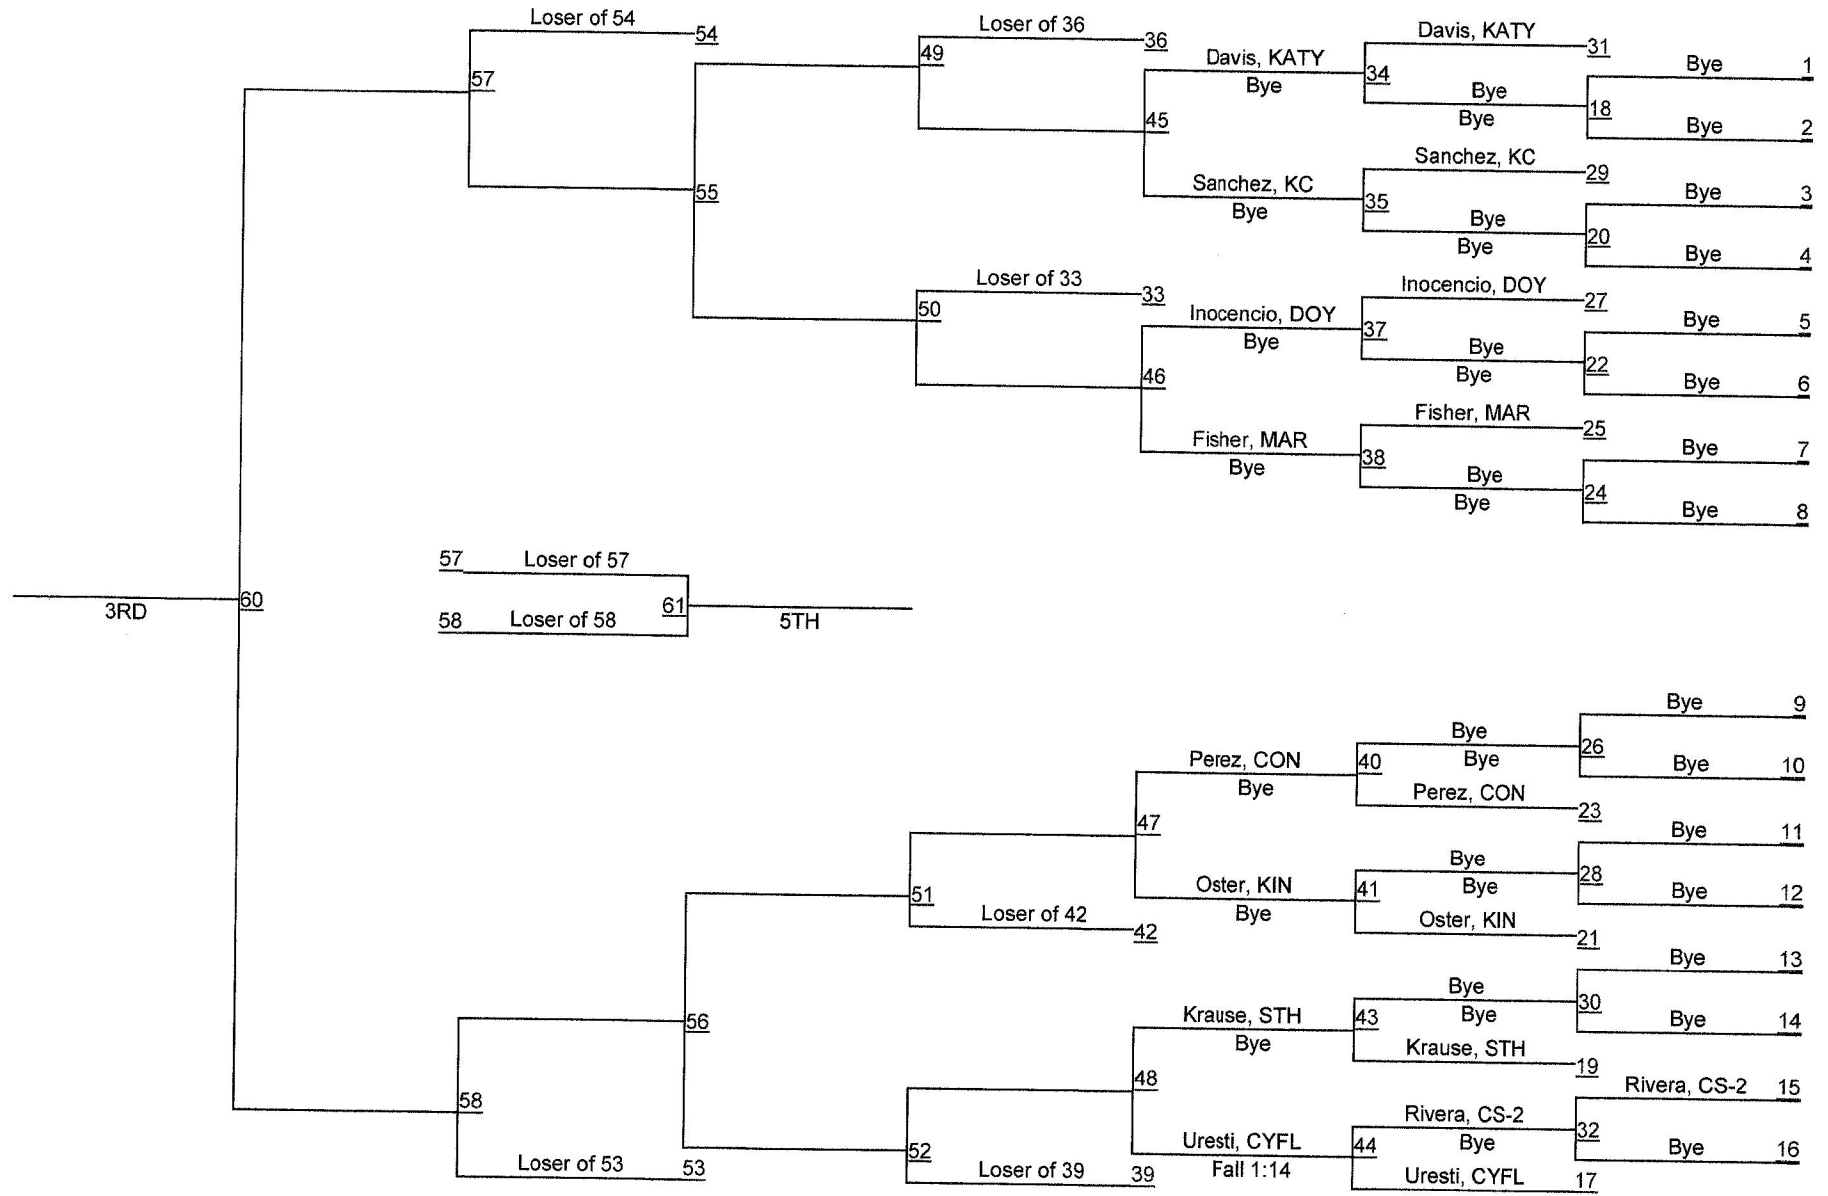 Loser of 54
54
57
55
49
Loser of 36
36
45
Davis, KATY
Bye
34
Davis, KATY
31
Bye
Bye
18
Bye 1
Bye 2
Sanchez, KC
Bye
35
Sanchez, KC
29
Bye
Bye
20
Bye 3
Bye 4
50
Loser of 33
33
46
Inocencio, DOY
Bye
37
Inocencio, DOY
27
Bye
Bye
22
Bye 5
Bye 6
Fisher, MAR
Bye
38
Fisher, MAR
25
Bye
Bye
24
Bye 7
Bye 8
3RD
60
57 Loser of 57
58 Loser of 58
61
5TH
58
56
51
47
Perez, CON
Bye
40
Bye
Bye
26
Bye 9
Bye 10
Perez, CON
23
Oster, KIN
Bye
41
Bye
Bye
28
Bye 11
Bye 12
Oster, KIN
21
Loser of 42
42
52
48
Krause, STH
Bye
43
Bye
Bye
30
Bye 13
Bye 14
Krause, STH
19
Uresti, CYFL
Fall 1:14
44
Rivera, CS-2
Bye
32
Rivera, CS-2 15
Bye 16
Uresti, CYFL
17
Loser of 53
53
Loser of 39
39